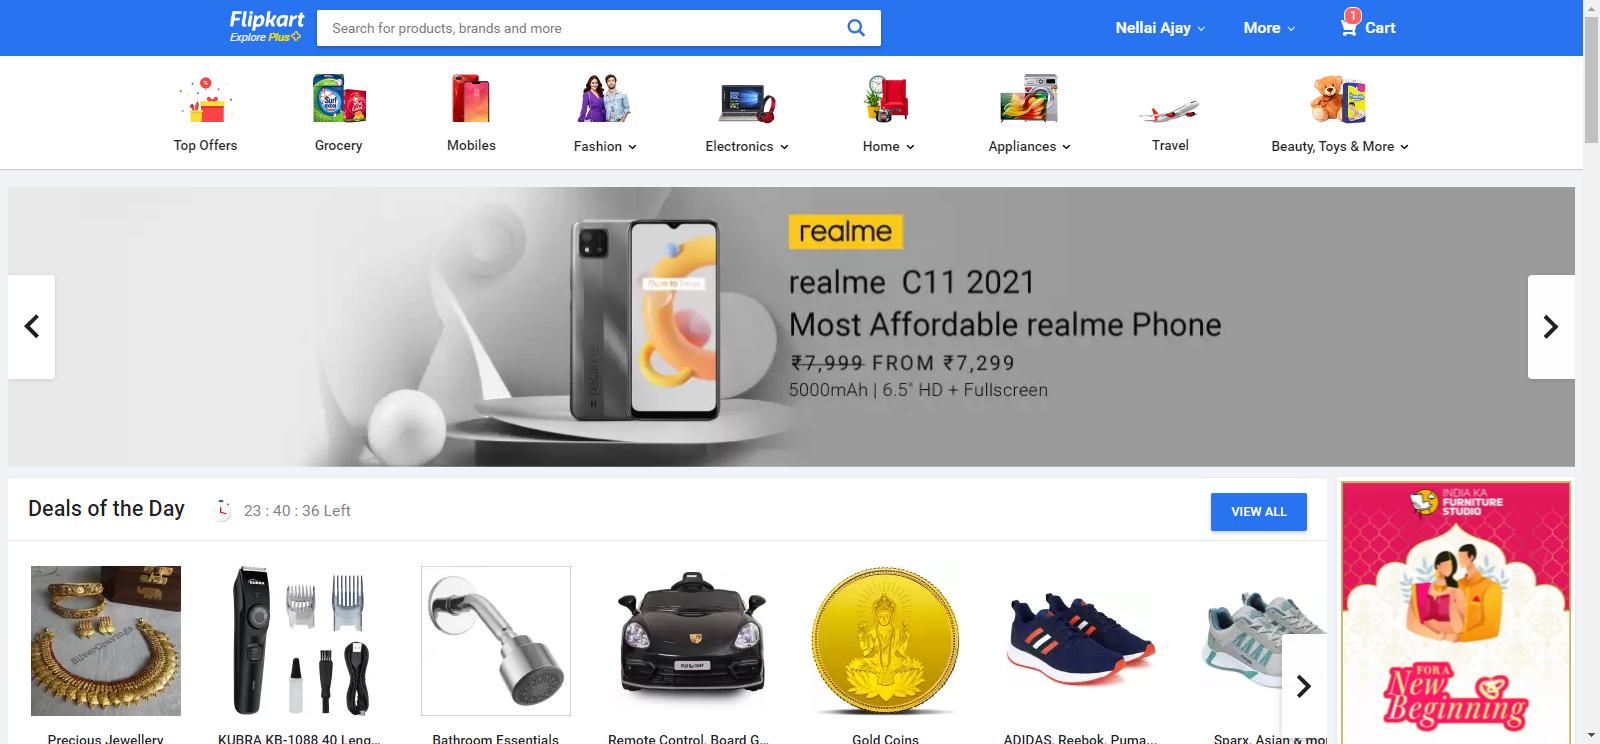 Flipkart
Explore Plus
Search for products, brands and more
Nellai Ajay
More
1
Cart
Top Offers
Grocery
Mobiles
Fashion
Electronics
Home
Appliances
Travel
Beauty, Toys & More
realme
realme C11 2021
Most Affordable realme Phone
₹7,999 FROM ₹7,299
5000mAh | 6.5" HD + Fullscreen
realme
Deals of the Day
23 : 40 : 36 Left
VIEW ALL
INDIA KA
FURNITURE
STUDIO
FOR A
New
Beginning
KUBRA
Precious Jewellery
KUBRA KB-1088 40 Leng...
Bathroom Essentials
Remote Control, Board G...
Gold Coins
ADIDAS, Reebok, Puma...
Sparx, Asian & mo